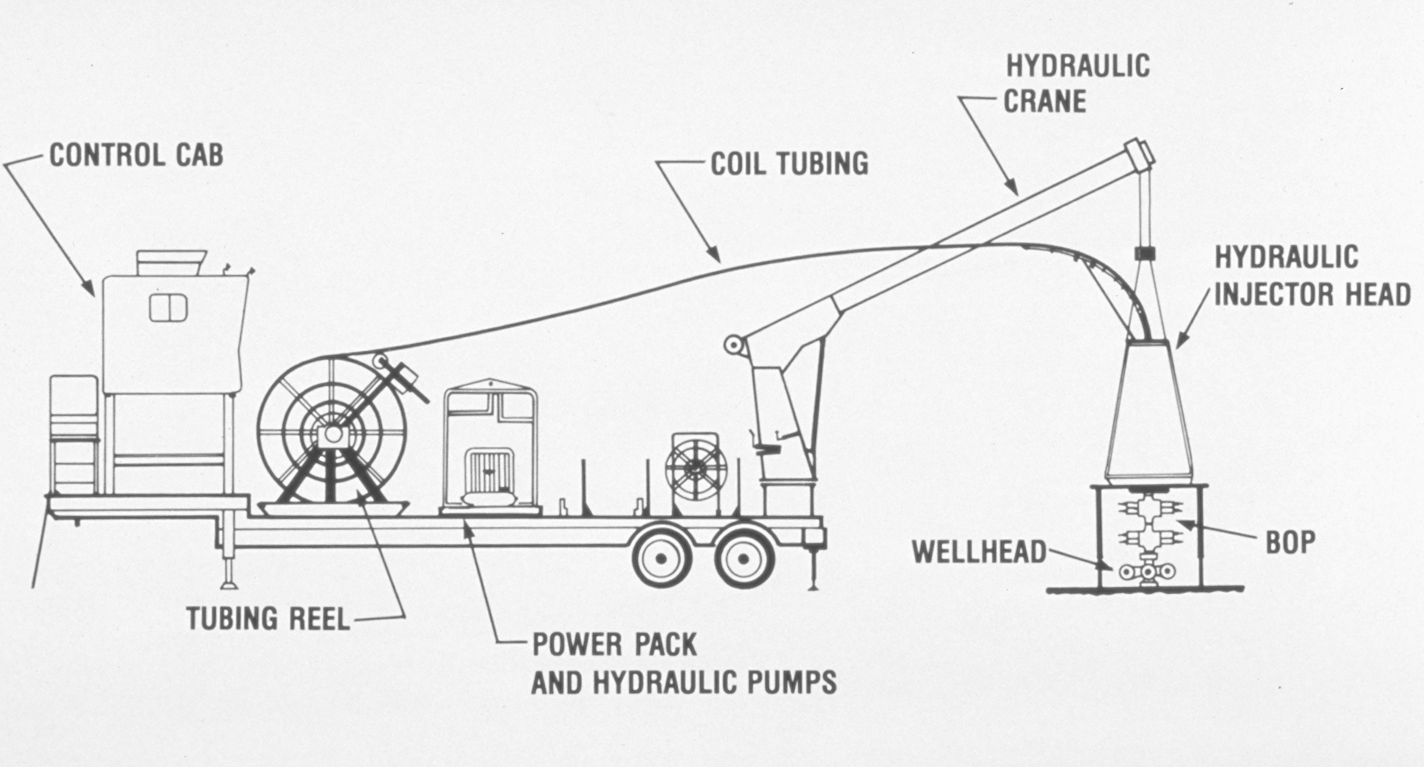 HYDRAULIC
CRANE
CONTROL CAB
COIL TUBING
HYDRAULIC
INJECTOR HEAD
WELLHEAD
BOP
TUBING REEL
POWER PACK
AND HYDRAULIC PUMPS